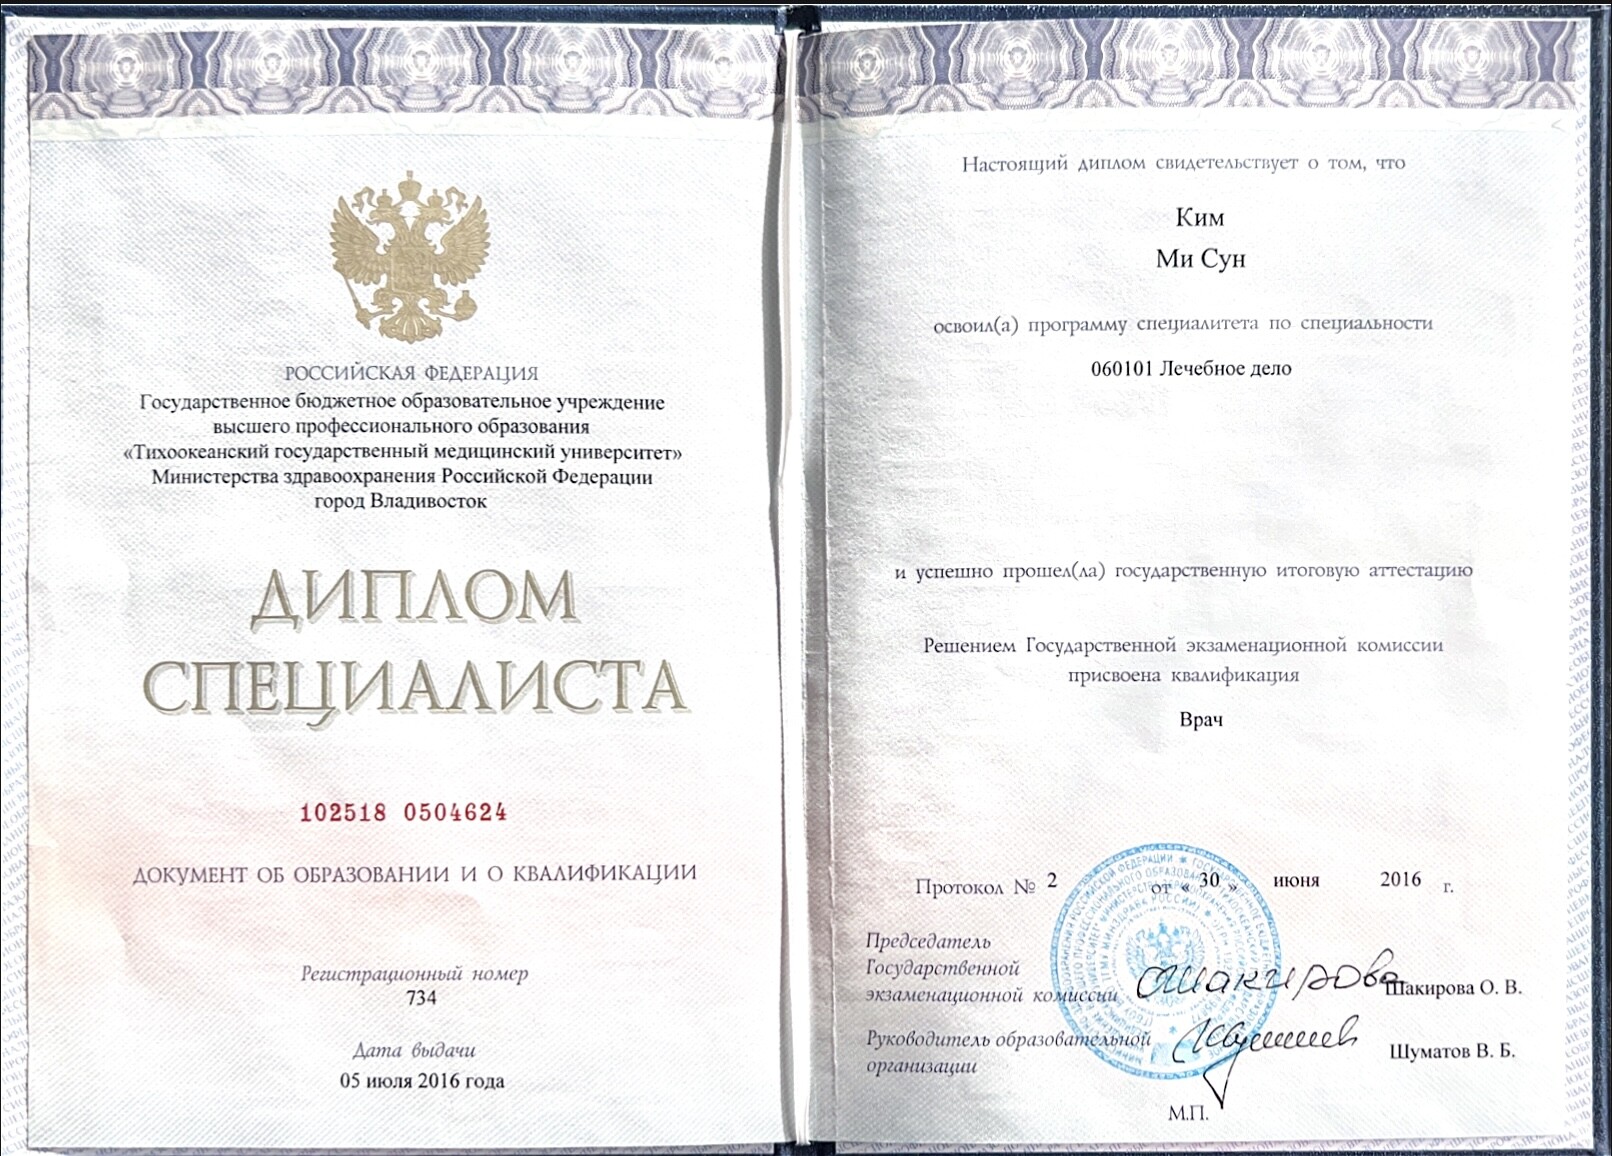 РОССИЙСКАЯ ФЕДЕРАЦИЯ
Государственное бюджетное образовательное учреждение
высшего профессионального образования
«Тихоокеанский государственный медицинский университет»
Министерства здравоохранения Российской Федерации
город Владивосток
ДИПЛОМ
СПЕЦИАЛИСТА
102518 0504624
ДОКУМЕНТ ОБ ОБРАЗОВАНИИ И О КВАЛИФИКАЦИИ
Регистрационный номер
734
Дата выдачи
05 июля 2016 года
Настоящий диплом свидетельствует о том, что
Ким
Ми Сун
освоил(а) программу специалитета по специальности
060101 Лечебное дело
и успешно прошел(ла) государственную итоговую аттестацию
Решением Государственной экзаменационной комиссии
присвоена квалификация
Врач
Протокол № 2 от « 30 » июня 2016 г.
Председатель
Государственной
экзаменационной комиссии Шакирова О. В.
Руководитель образовательной
организации Шуматов В. Б.
М.П.